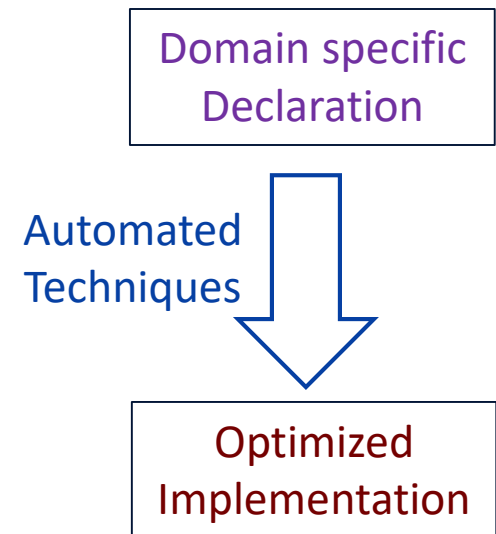 Domain specific
Declaration
Automated
Techniques
Optimized
Implementation